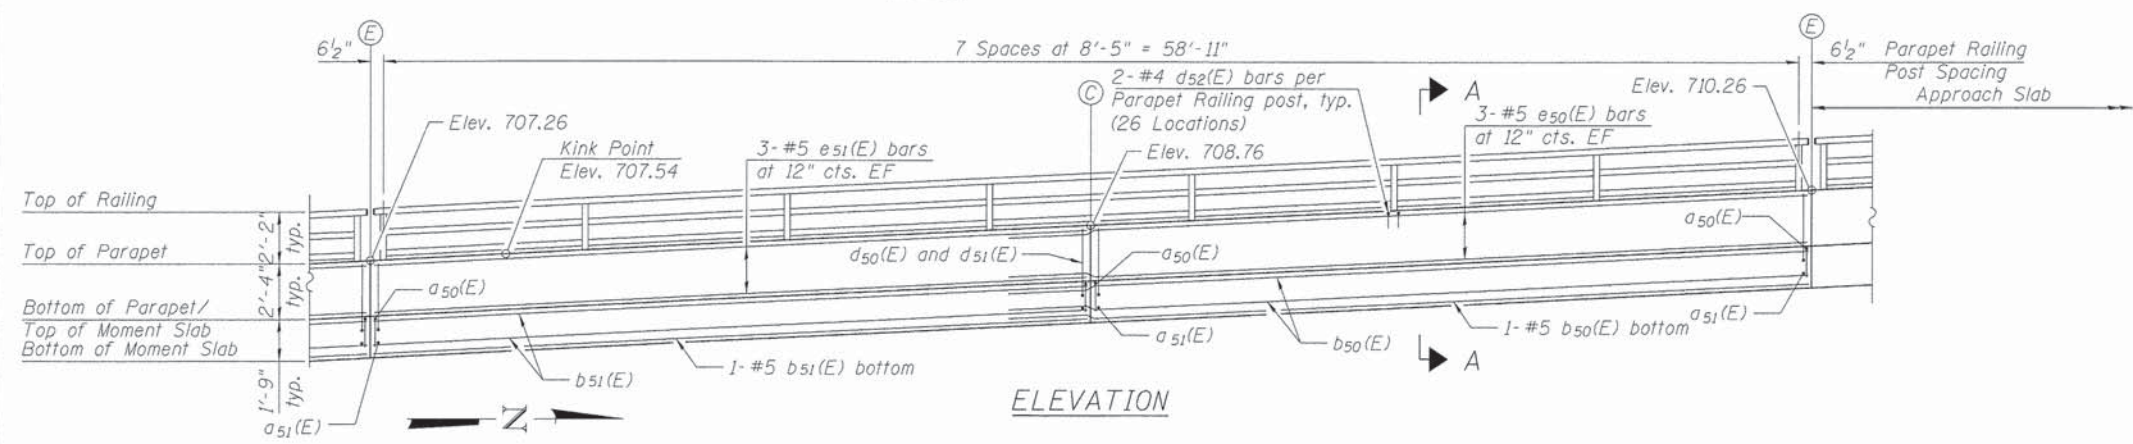 E
E
6½"
7 Spaces at 8'-5" = 58'-11"
6½" Parapet Railing
Post Spacing
Approach Slab
2-#4 d52(E) bars per
Parapet Railing post, typ.
(26 Locations)
C
A
Elev. 710.26
Elev. 707.26
Kink Point
Elev. 707.54
3-#5 e51(E) bars
at 12" cts. EF
Elev. 708.76
3-#5 e50(E) bars
at 12" cts. EF
Top of Railing
2'-2"
typ.
Top of Parapet
a50(E)
d50(E) and d51(E)
a50(E)
2'-4"
typ.
a50(E)
Bottom of Parapet/
Top of Moment Slab
Bottom of Moment Slab
a51(E)
a51(E)
b50(E)
1-#5 b50(E) bottom
1'-9"
typ.
b51(E)
1-#5 b51(E) bottom
A
a51(E)
N
ELEVATION